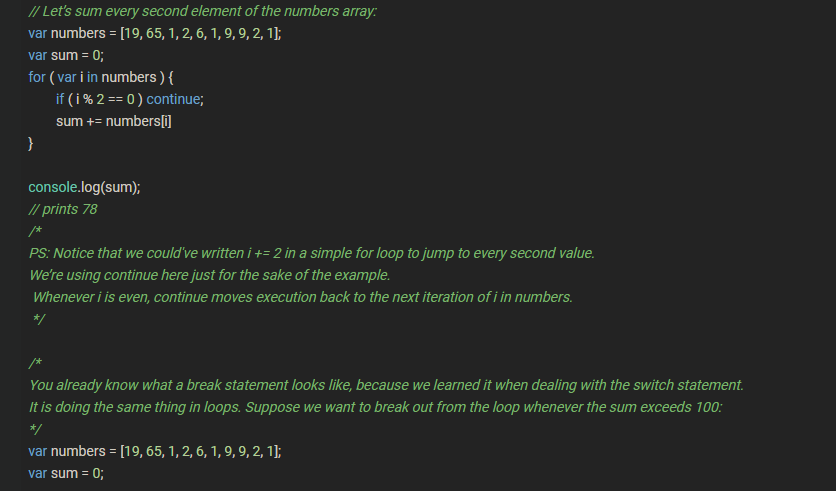 // Let's sum every second element of the numbers array:
var numbers = [19, 65, 1, 2, 6, 1, 9, 9, 2, 1];
var sum = 0;
for ( var i in numbers ) {
if ( i % 2 == 0 ) continue;
sum += numbers[i]
}
console.log(sum);
// prints 78
/*
PS: Notice that we could've written i += 2 in a simple for loop to jump to every second value.
We're using continue here just for the sake of the example.
Whenever i is even, continue moves execution back to the next iteration of i in numbers.
*/
/*
You already know what a break statement looks like, because we learned it when dealing with the switch statement.
It is doing the same thing in loops. Suppose we want to break out from the loop whenever the sum exceeds 100:
*/
var numbers = [19, 65, 1, 2, 6, 1, 9, 9, 2, 1];
var sum = 0;